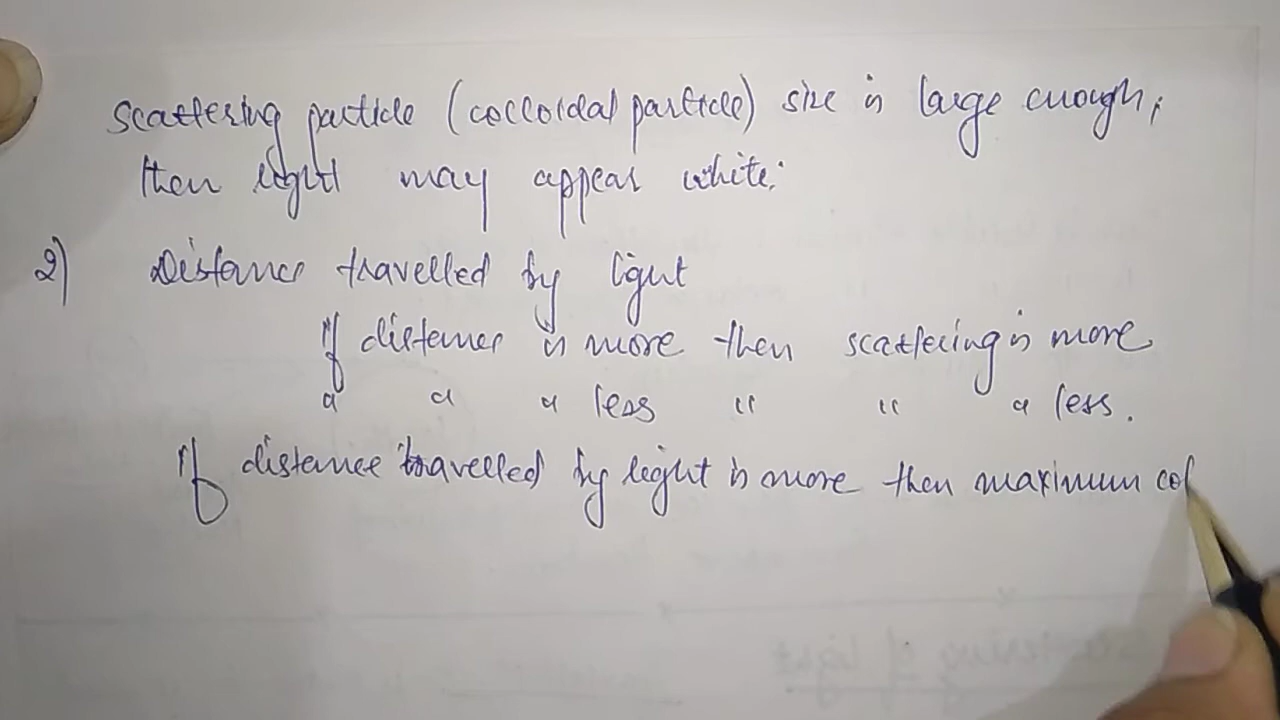 Scattering particle (colloidal particle) size is large enough,
then light may appear white.
2) Distance travelled by light
If distance is more then scattering is more
" " " less " " " less.
If distance travelled by light is more then maximum col